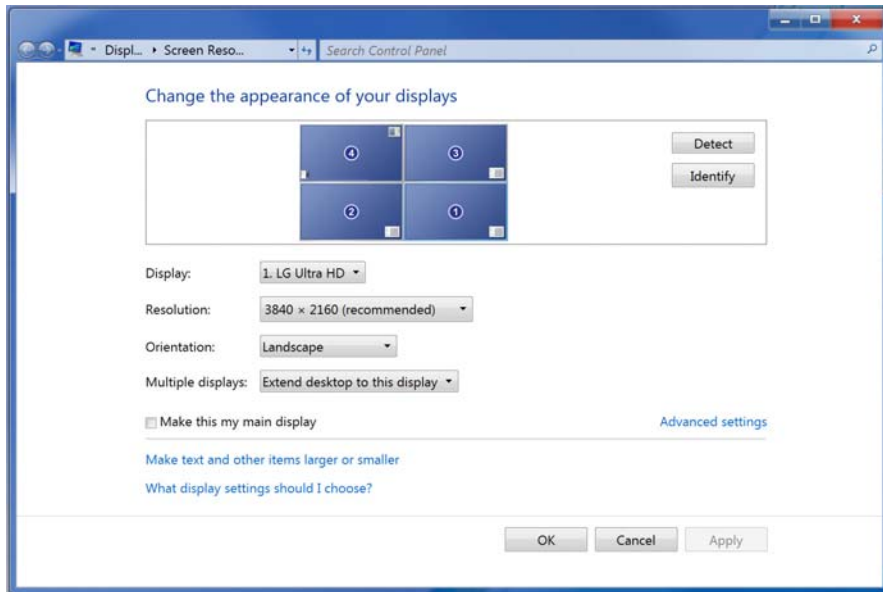 Displ... Screen Reso... Search Control Panel
Change the appearance of your displays
4 3
Detect
Identify
2 1
Display: 1. LG Ultra HD
Resolution: 3840 × 2160 (recommended)
Orientation: Landscape
Multiple displays: Extend desktop to this display
Make this my main display Advanced settings
Make text and other items larger or smaller
What display settings should I choose?
OK Cancel Apply